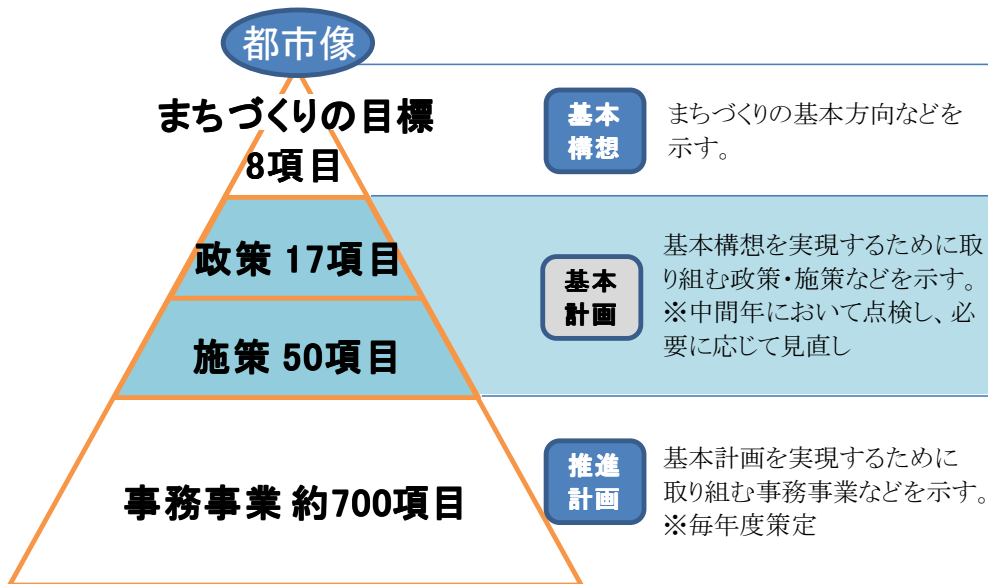 都市像
まちづくりの目標
8項目
基本
構想
まちづくりの基本方向などを
示す。
政策 17項目
施策 50項目
基本
計画
基本構想を実現するために取
り組む政策・施策などを示す。
※中間年において点検し、必
要に応じて見直し
事務事業 約700項目
推進
計画
基本計画を実現するために
取り組む事務事業などを示す。
※毎年度策定